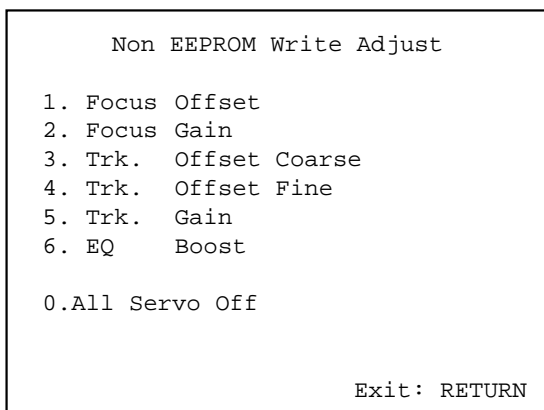 Non EEPROM Write Adjust
1. Focus Offset
2. Focus Gain
3. Trk. Offset Coarse
4. Trk. Offset Fine
5. Trk. Gain
6. EQ Boost
0.All Servo Off
Exit: RETURN